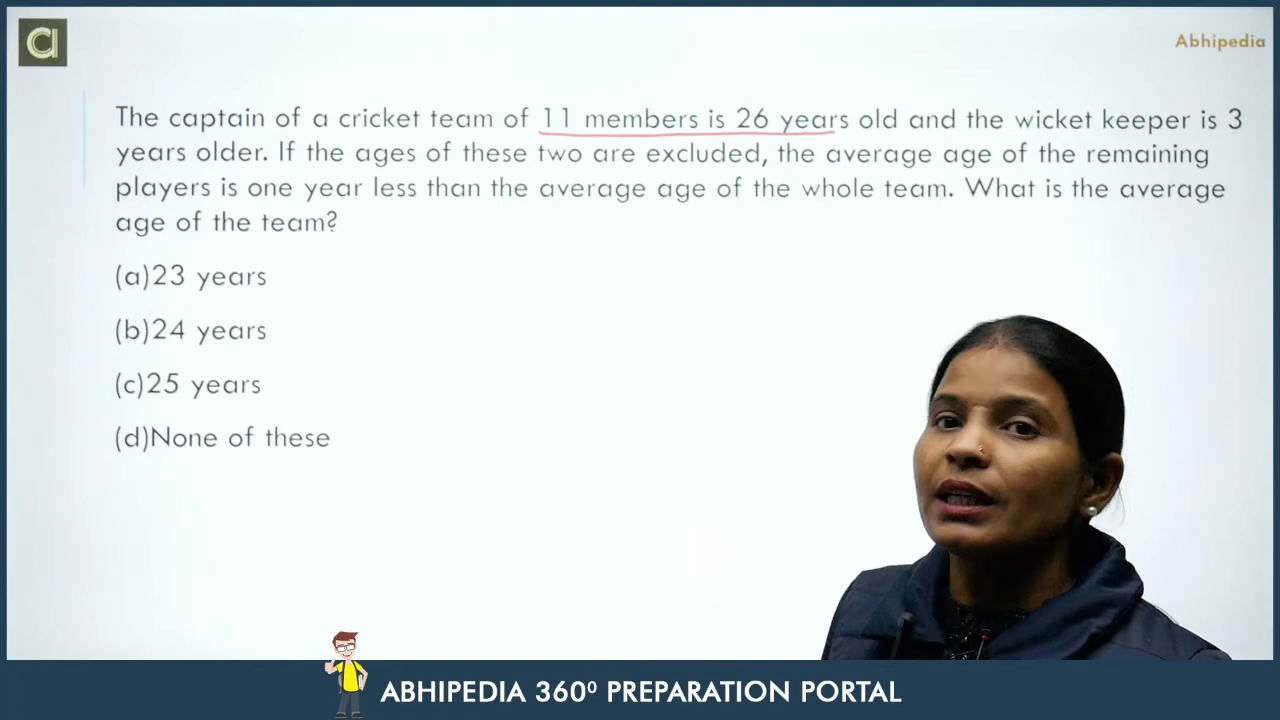 Abhipedia
The captain of a cricket team of 11 members is 26 years old and the wicket keeper is 3
years older. If the ages of these two are excluded, the average age of the remaining
players is one year less than the average age of the whole team. What is the average
age of the team?
(a)23 years
(b)24 years
(c)25 years
(d)None of these
ABHIPEDIA 360⁰ PREPARATION PORTAL